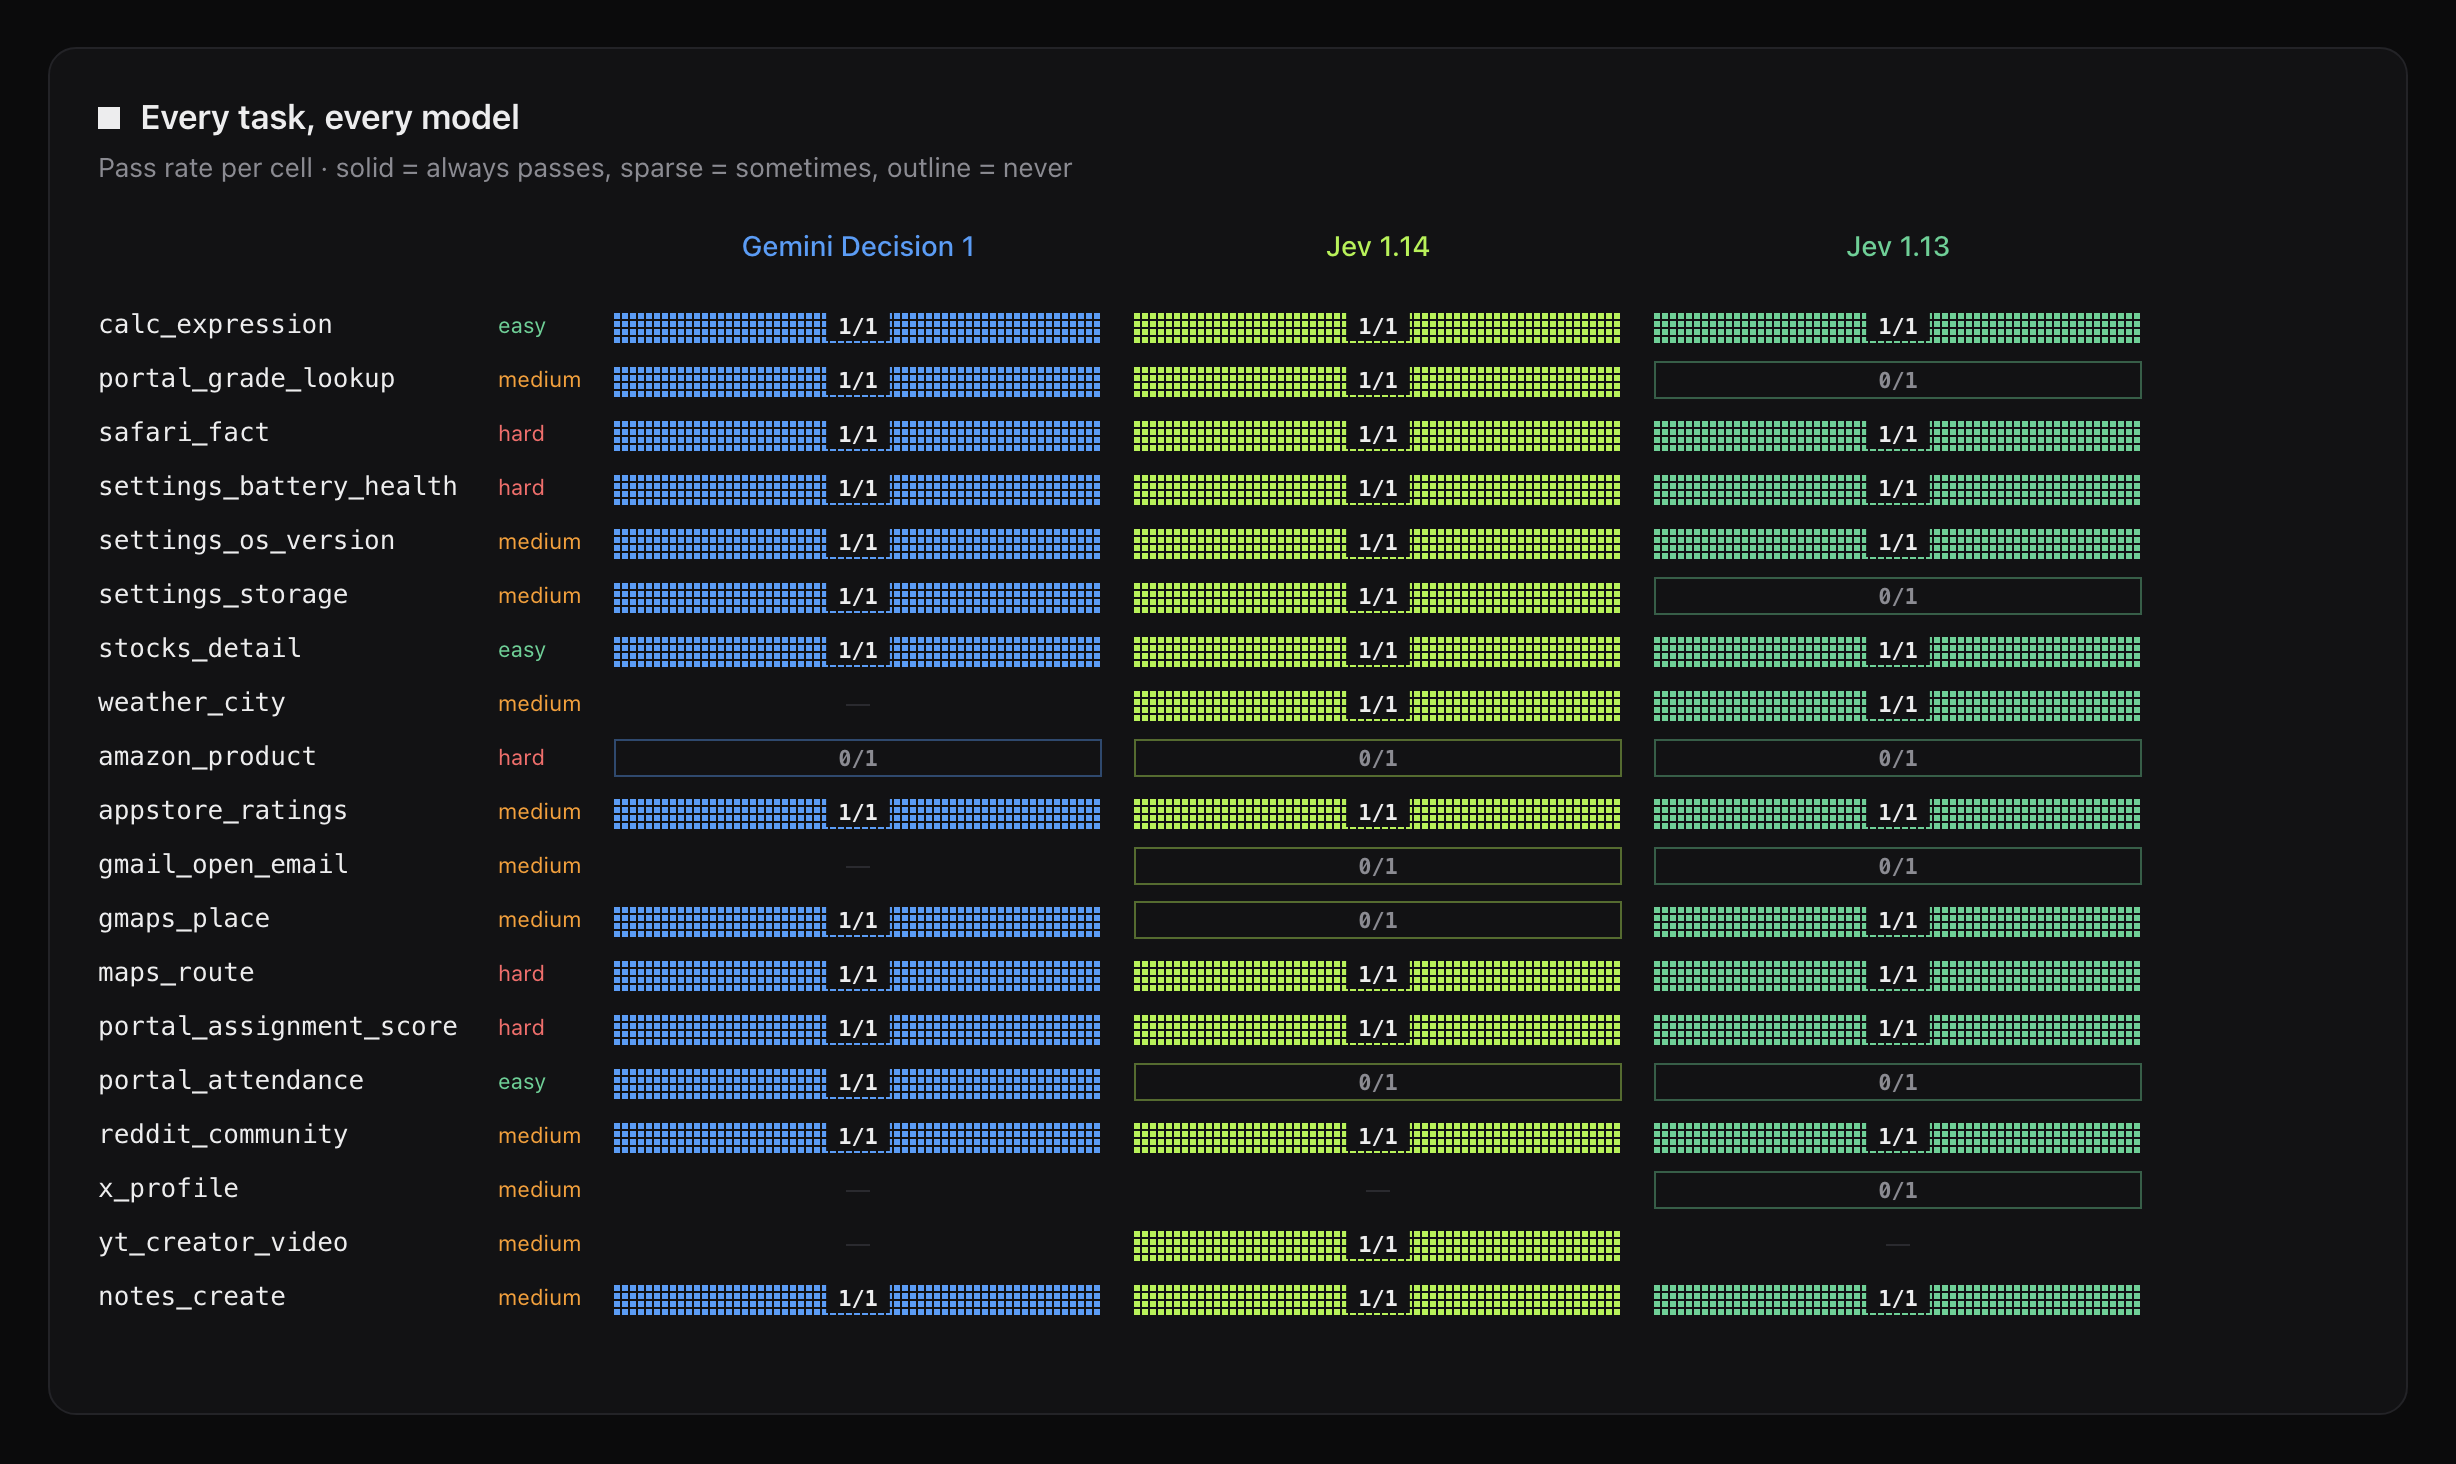 Every task, every model
Pass rate per cell · solid = always passes, sparse = sometimes, outline = never
Gemini Decision 1 Jev 1.14 Jev 1.13
calc_expression easy 1/1 1/1 1/1
portal_grade_lookup medium 1/1 1/1 0/1
safari_fact hard 1/1 1/1 1/1
settings_battery_health hard 1/1 1/1 1/1
settings_os_version medium 1/1 1/1 1/1
settings_storage medium 1/1 1/1 0/1
stocks_detail easy 1/1 1/1 1/1
weather_city medium — 1/1 1/1
amazon_product hard 0/1 0/1 0/1
appstore_ratings medium 1/1 1/1 1/1
gmail_open_email medium — 0/1 0/1
gmaps_place medium 1/1 0/1 1/1
maps_route hard 1/1 1/1 1/1
portal_assignment_score hard 1/1 1/1 1/1
portal_attendance easy 1/1 0/1 0/1
reddit_community medium 1/1 1/1 1/1
x_profile medium — — 0/1
yt_creator_video medium — 1/1 —
notes_create medium 1/1 1/1 1/1